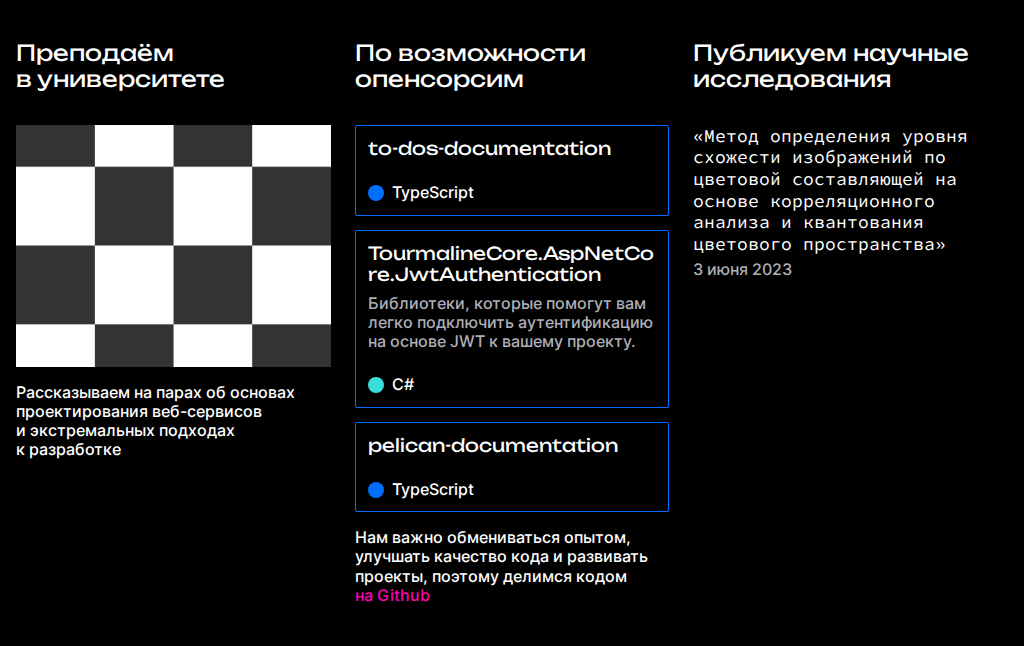 Преподаём
в университете
Рассказываем на парах об основах
проектирования веб-сервисов
и экстремальных подходах
к разработке
По возможности
опенсорсим
to-dos-documentation
TypeScript
TourmalineCore.AspNetCo
re.JwtAuthentication
Библиотеки, которые помогут вам
легко подключить аутентификацию
на основе JWT к вашему проекту.
C#
pelican-documentation
TypeScript
Нам важно обмениваться опытом,
улучшать качество кода и развивать
проекты, поэтому делимся кодом
на Github
Публикуем научные
исследования
«Метод определения уровня
схожести изображений по
цветовой составляющей на
основе корреляционного
анализа и квантования
цветового пространства»
3 июня 2023